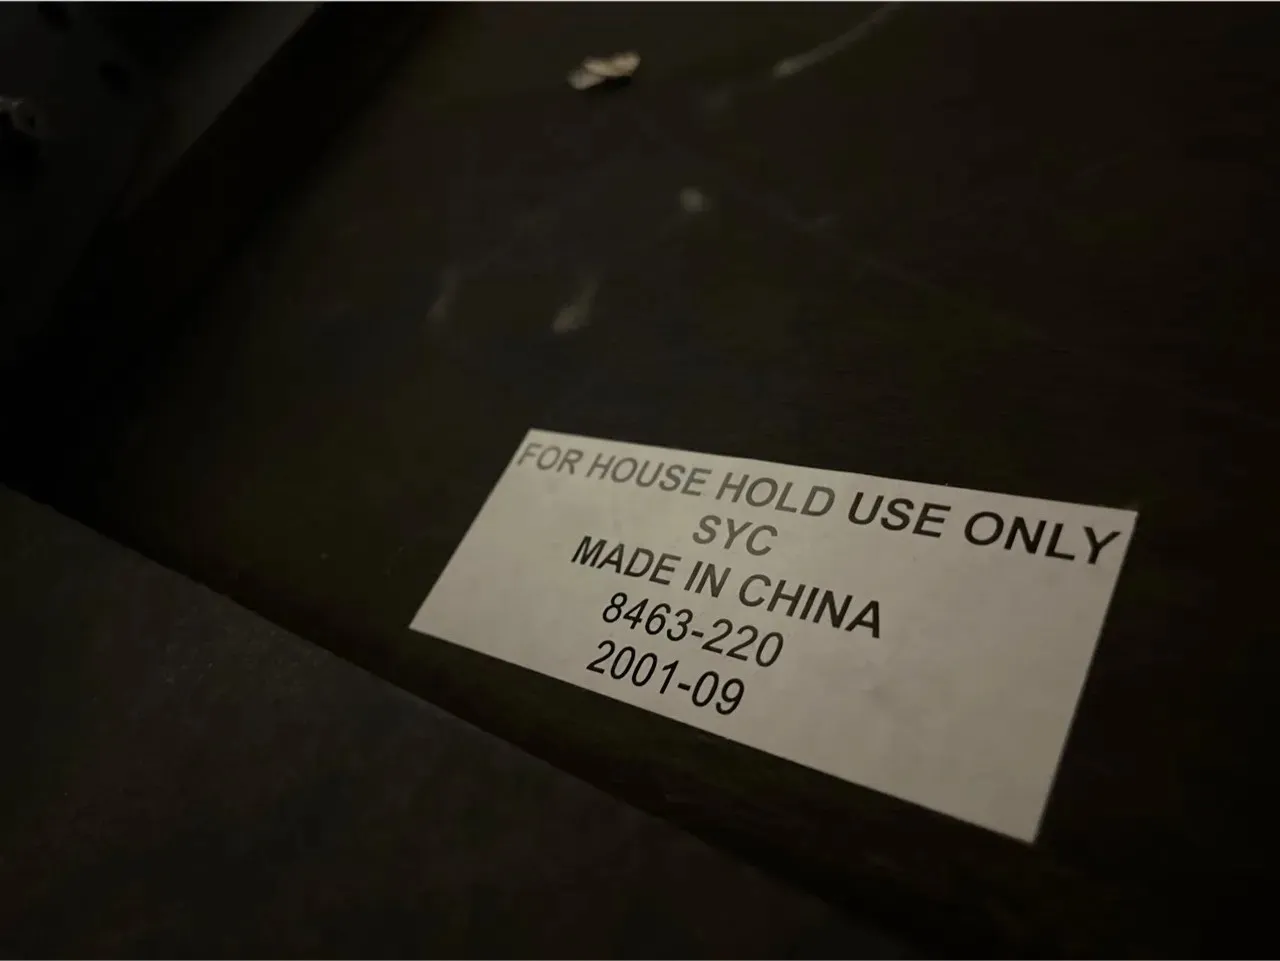 FOR HOUSE HOLD USE ONLY
SYC
MADE IN CHINA
8463-220
2001-09